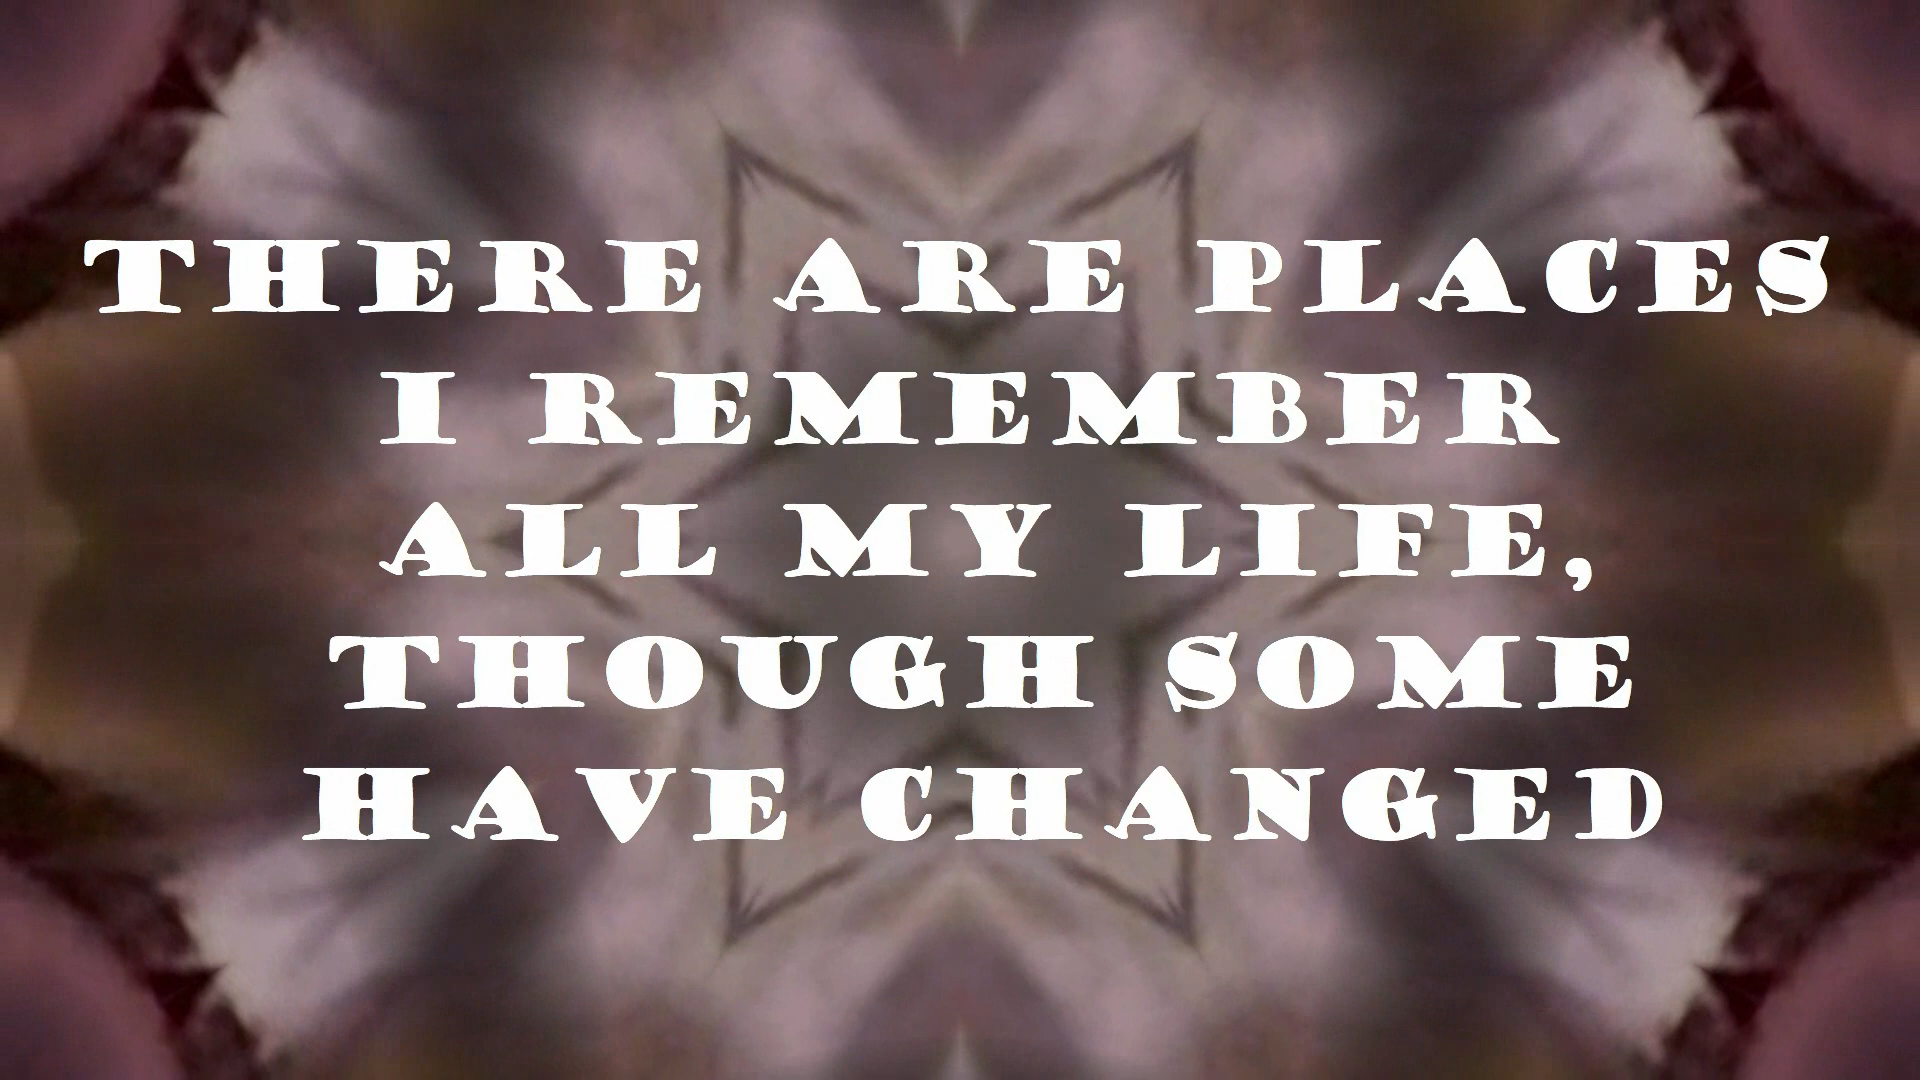 THERE ARE PLACES
I REMEMBER
ALL MY LIFE,
THOUGH SOME
HAVE CHANGED